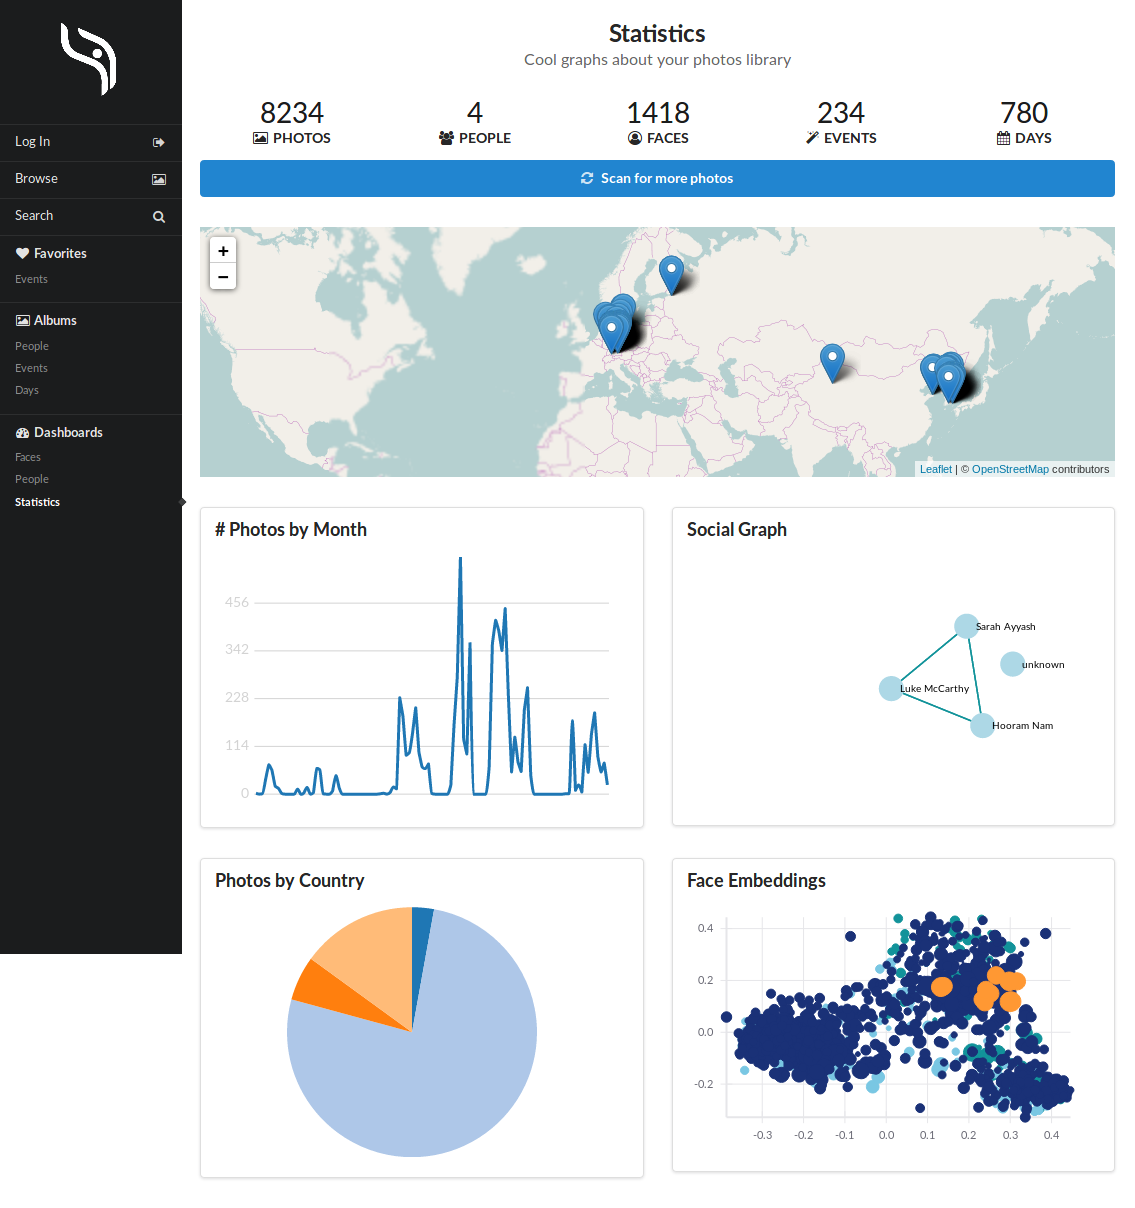 Log In
Browse
Search
Favorites
Events
Albums
People
Events
Days
Dashboards
Faces
People
Statistics
Statistics
Cool graphs about your photos library
8234 4 1418 234 780
PHOTOS PEOPLE FACES EVENTS DAYS
Scan for more photos
+
−
Leaflet | © OpenStreetMap contributors
# Photos by Month
456
342
228
114
0
Social Graph
Sarah Ayyash
unknown
Luke McCarthy
Hooram Nam
Photos by Country
Face Embeddings
0.4
0.2
0.0
-0.2
-0.3 -0.2 -0.1 0.0 0.1 0.2 0.3 0.4